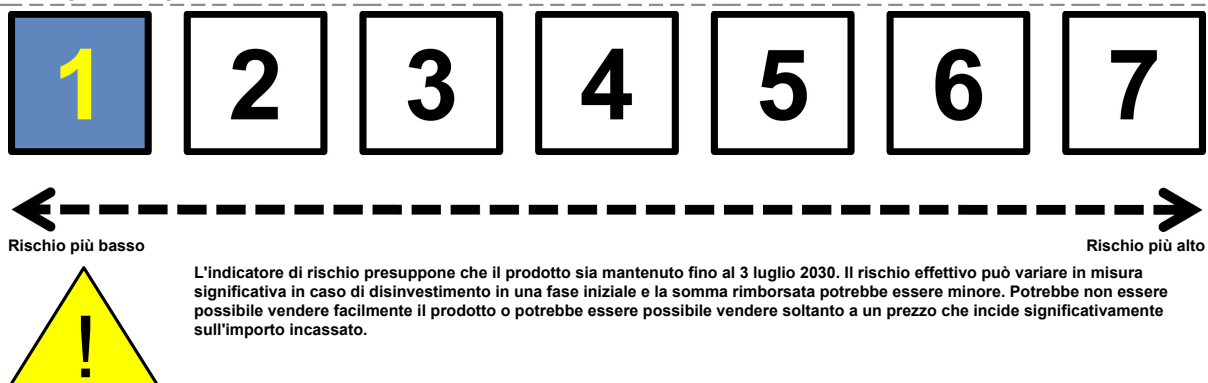 1 2 3 4 5 6 7
Rischio più basso Rischio più alto
L'indicatore di rischio presuppone che il prodotto sia mantenuto fino al 3 luglio 2030. Il rischio effettivo può variare in misura
significativa in caso di disinvestimento in una fase iniziale e la somma rimborsata potrebbe essere minore. Potrebbe non essere
possibile vendere facilmente il prodotto o potrebbe essere possibile vendere soltanto a un prezzo che incide significativamente
sull'importo incassato.
!